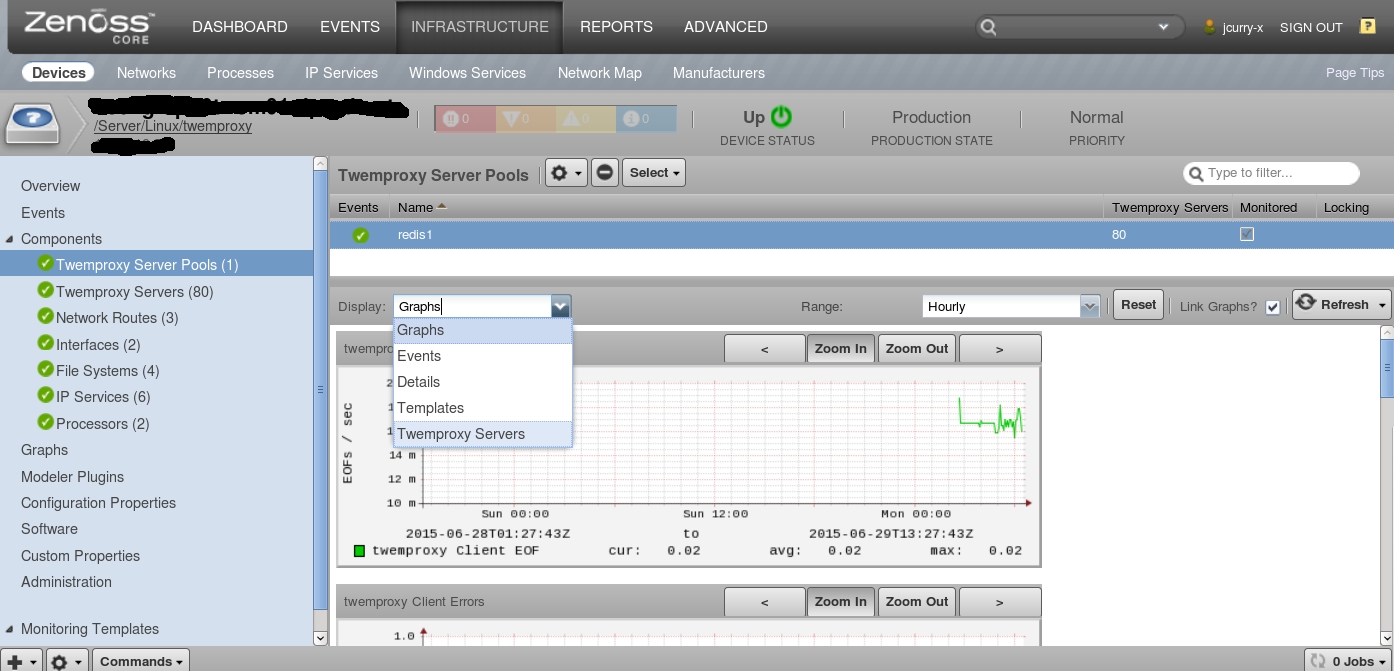 Zenoss CORE
DASHBOARD EVENTS INFRASTRUCTURE REPORTS ADVANCED
jcurry-x SIGN OUT ?
Devices Networks Processes IP Services Windows Services Network Map Manufacturers Page Tips
/Server/Linux/twemproxy
0 0 0 0
Up Production Normal
DEVICE STATUS PRODUCTION STATE PRIORITY
Overview
Events
Components
Twemproxy Server Pools (1)
Twemproxy Servers (80)
Network Routes (3)
Interfaces (2)
File Systems (4)
IP Services (6)
Processors (2)
Graphs
Modeler Plugins
Configuration Properties
Software
Custom Properties
Administration
Monitoring Templates
Twemproxy Server Pools Select Type to filter...
Events Name Twemproxy Servers Monitored Locking
redis1 80
Display: Graphs Range: Hourly Reset Link Graphs? Refresh
Graphs
Events
Details
Templates
Twemproxy Servers
twempro < Zoom In Zoom Out >
EOFs / sec
14 m
12 m
10 m
Sun 00:00 Sun 12:00 Mon 00:00
2015-06-28T01:27:43Z to 2015-06-29T13:27:43Z
twemproxy Client EOF cur: 0.02 avg: 0.02 max: 0.02
twemproxy Client Errors < Zoom In Zoom Out >
1.0
Commands 0 Jobs